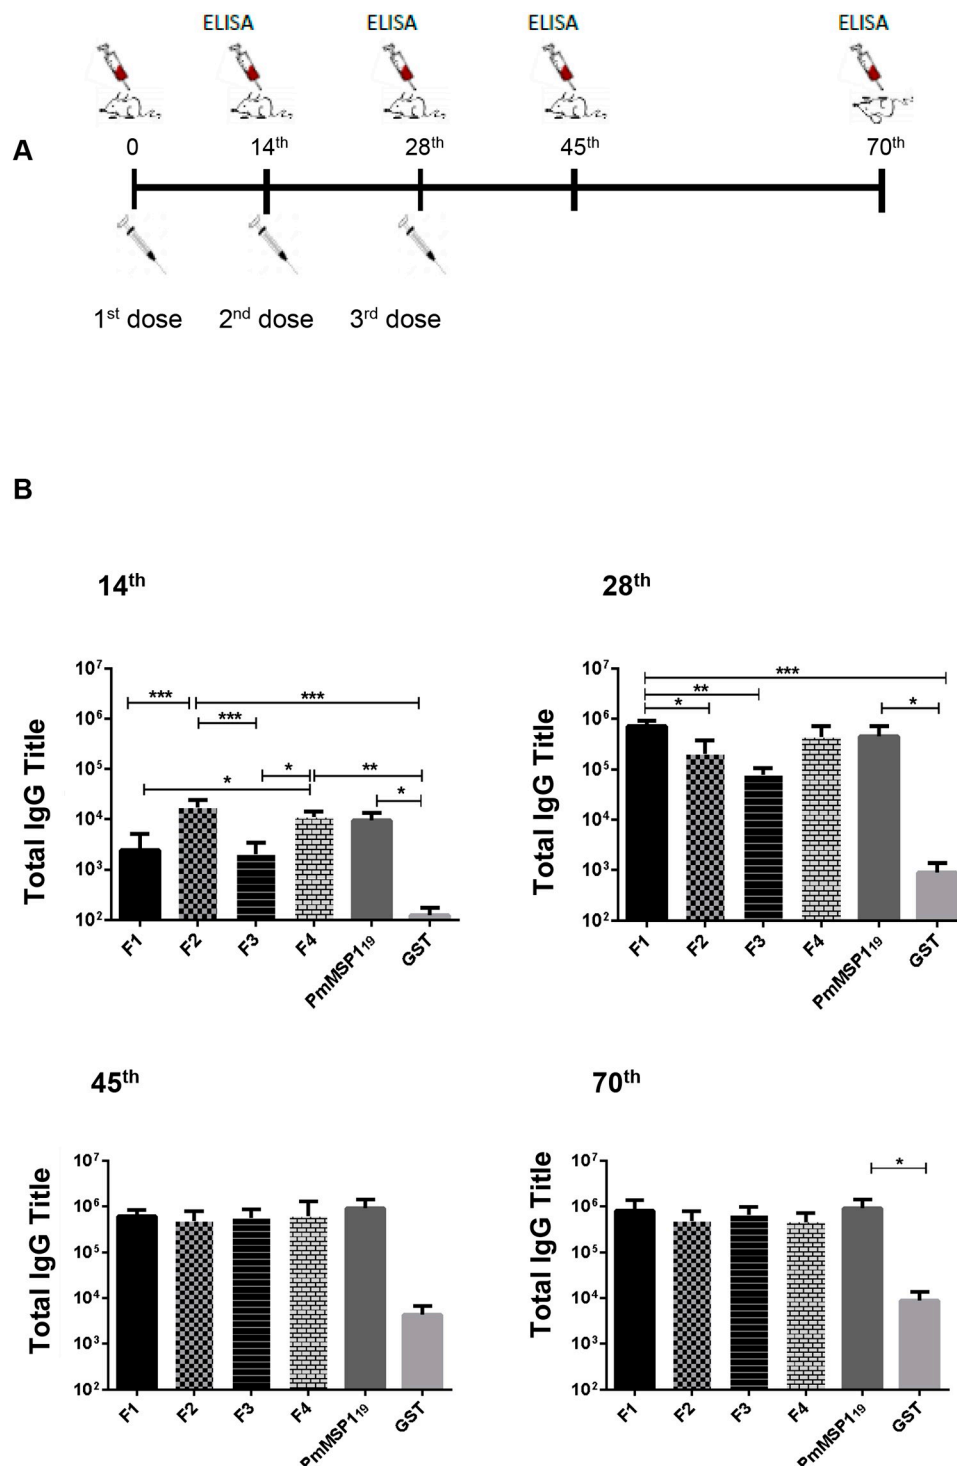 ELISA ELISA ELISA ELISA
A
0 14th 28th 45th 70th
1st dose 2nd dose 3rd dose
B
14th
10⁷
10⁶
10⁵
10⁴
10³
10²
Total IgG Title
*** ***
***
* **
* *
F1 F2 F3 F4 PmMSP1₁₉ GST
28th
10⁷
10⁶
10⁵
10⁴
10³
10²
Total IgG Title
***
**
* *
F1 F2 F3 F4 PmMSP1₁₉ GST
45th
10⁷
10⁶
10⁵
10⁴
10³
10²
Total IgG Title
F1 F2 F3 F4 PmMSP1₁₉ GST
70th
10⁷
10⁶
10⁵
10⁴
10³
10²
Total IgG Title
*
F1 F2 F3 F4 PmMSP1₁₉ GST